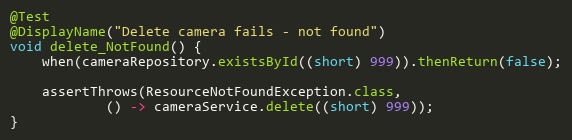 @Test
@DisplayName("Delete camera fails - not found")
void delete_NotFound() {
    when(cameraRepository.existsById((short) 999)).thenReturn(false);

    assertThrows(ResourceNotFoundException.class,
            () -> cameraService.delete((short) 999));
}